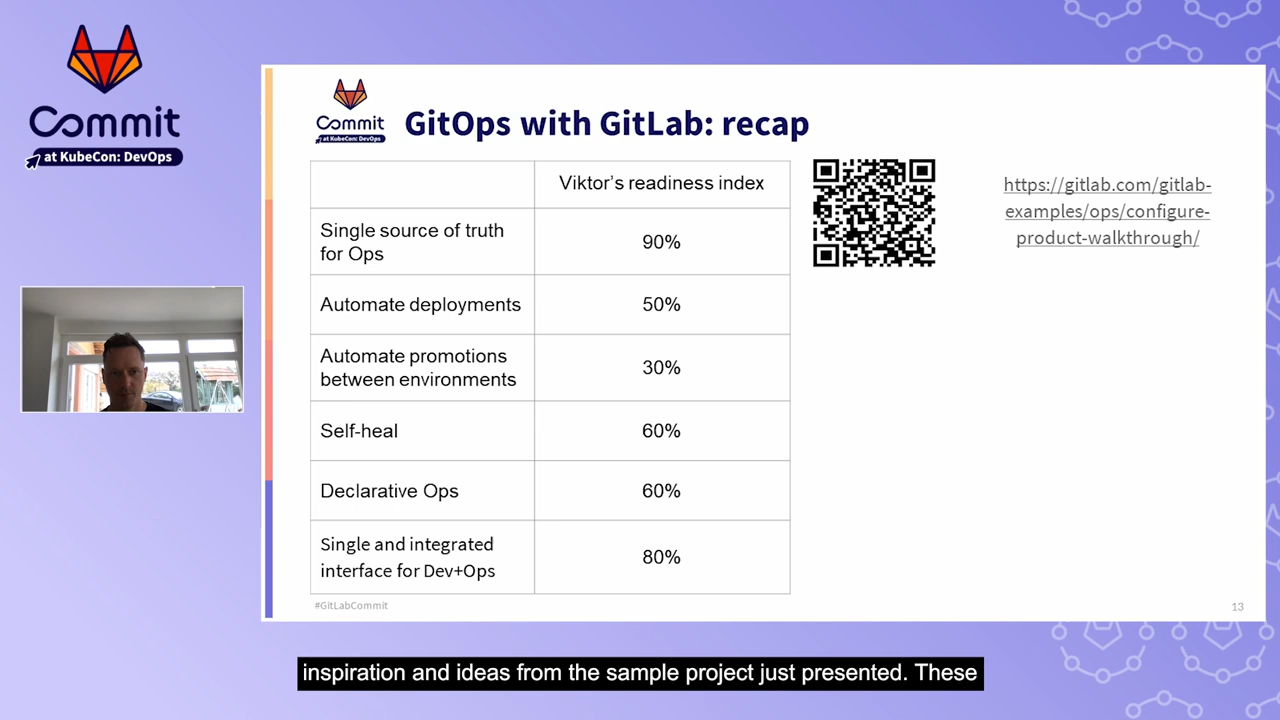 Commit
at KubeCon: DevOps
Commit
at KubeCon: DevOps
GitOps with GitLab: recap
Viktor's readiness index
Single source of truth
for Ops
90%
Automate deployments
50%
Automate promotions
between environments
30%
Self-heal
60%
Declarative Ops
60%
Single and integrated
interface for Dev+Ops
80%
https://gitlab.com/gitlab-
examples/ops/configure-
product-walkthrough/
#GitLabCommit
13
inspiration and ideas from the sample project just presented. These